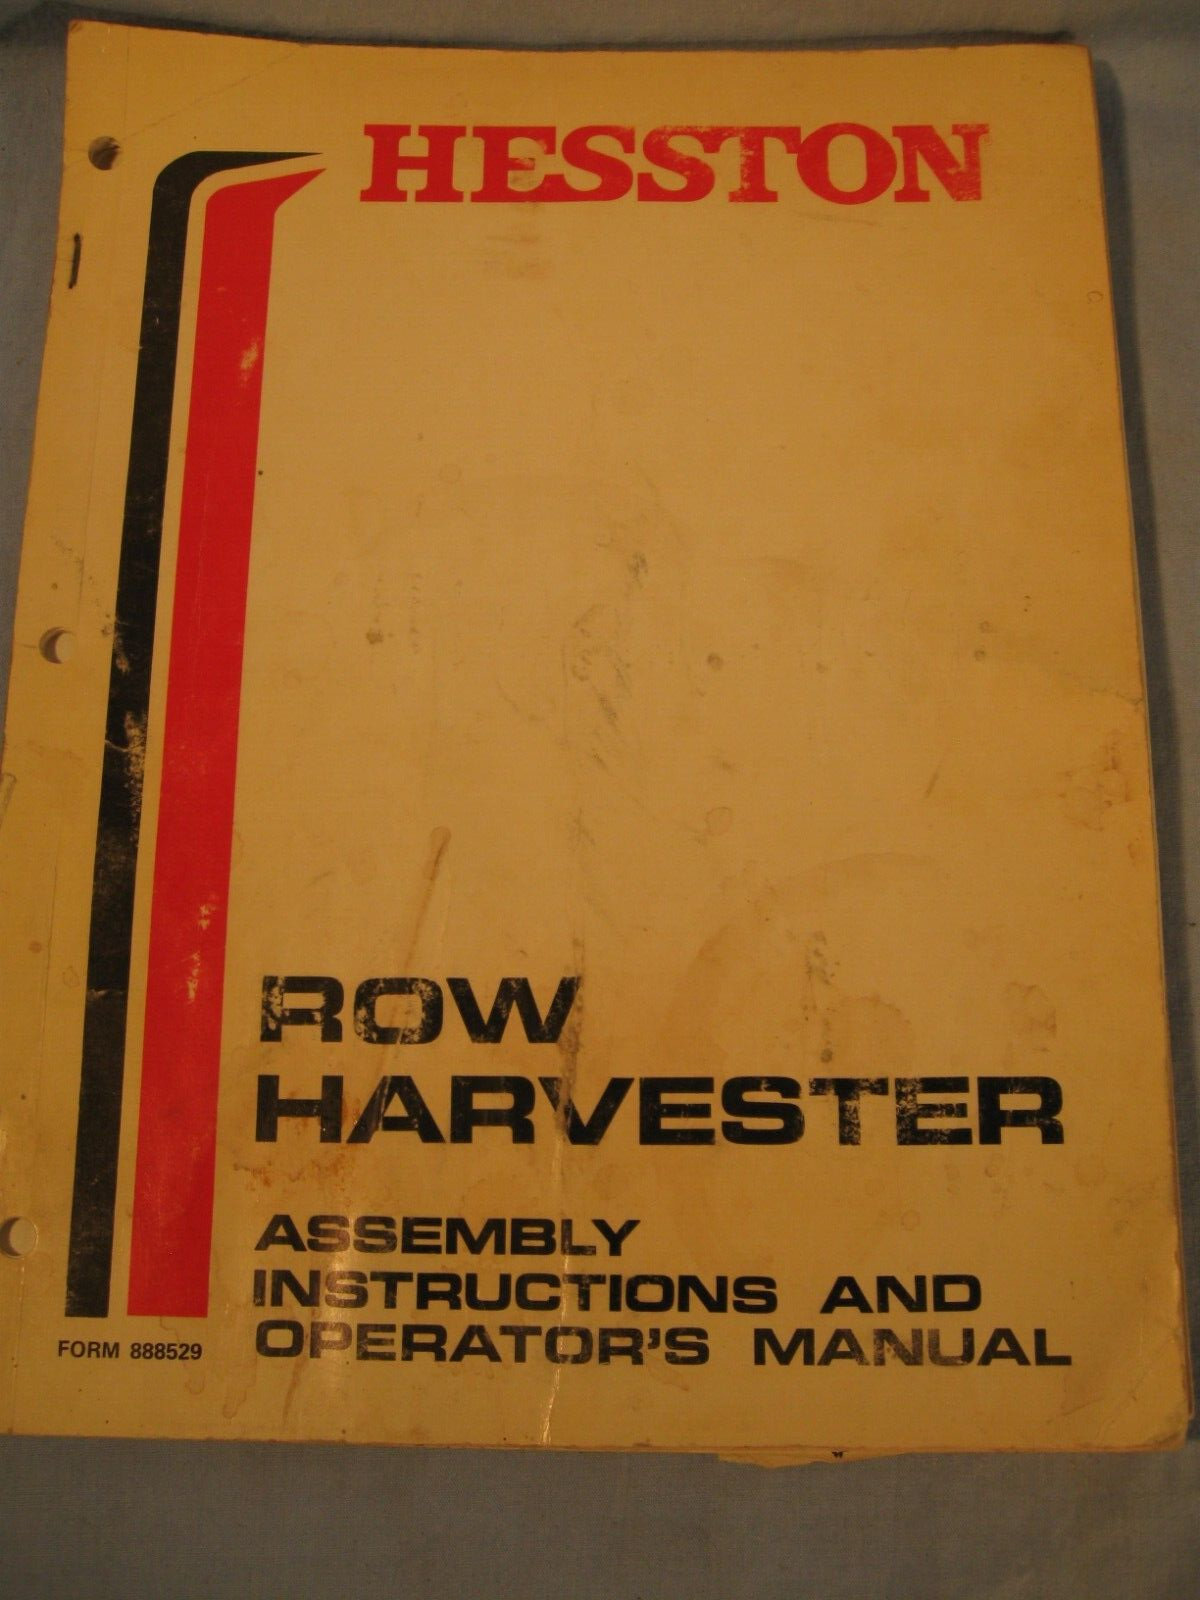 HESSTON
ROW
HARVESTER
ASSEMBLY
INSTRUCTIONS AND
OPERATOR'S MANUAL
FORM 888529